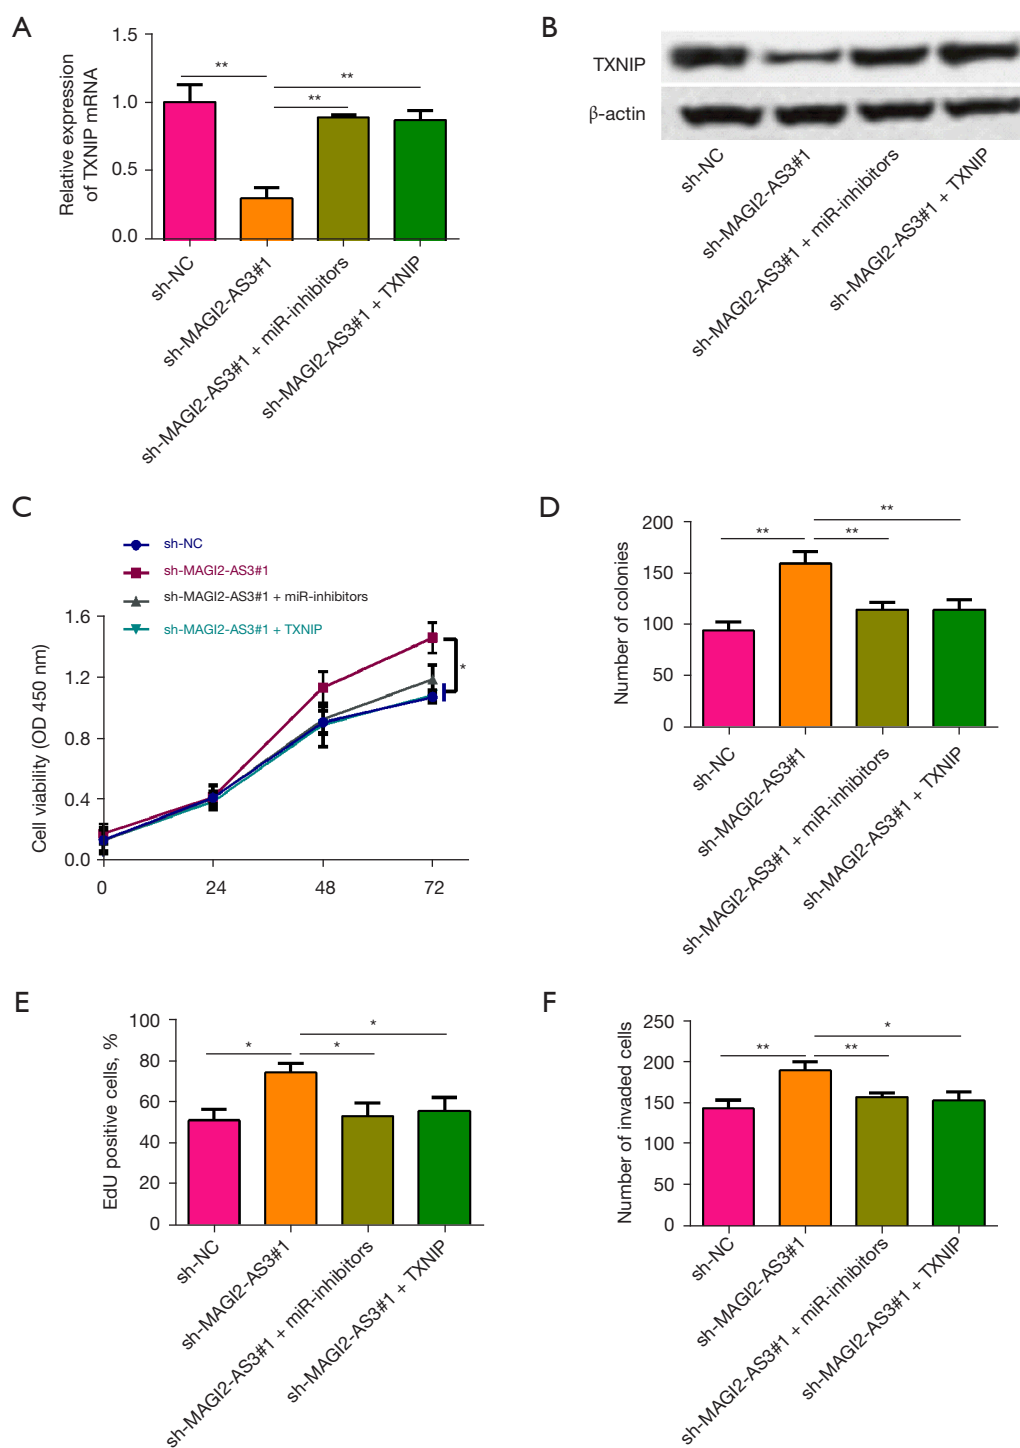 A
Relative expression
of TXNIP mRNA
1.5
1.0
0.5
0.0
**
**
**
sh-NC
sh-MAGI2-AS3#1
sh-MAGI2-AS3#1 + miR-inhibitors
sh-MAGI2-AS3#1 + TXNIP
B
TXNIP
β-actin
sh-NC
sh-MAGI2-AS3#1
sh-MAGI2-AS3#1 + miR-inhibitors
sh-MAGI2-AS3#1 + TXNIP
C
sh-NC
sh-MAGI2-AS3#1
sh-MAGI2-AS3#1 + miR-inhibitors
sh-MAGI2-AS3#1 + TXNIP
Cell viability (OD 450 nm)
1.6
1.2
0.8
0.4
0.0
*
0 24 48 72
D
Number of colonies
200
150
100
50
0
**
**
**
sh-NC
sh-MAGI2-AS3#1
sh-MAGI2-AS3#1 + miR-inhibitors
sh-MAGI2-AS3#1 + TXNIP
E
EdU positive cells, %
100
80
60
40
20
0
*
*
*
sh-NC
sh-MAGI2-AS3#1
sh-MAGI2-AS3#1 + miR-inhibitors
sh-MAGI2-AS3#1 + TXNIP
F
Number of invaded cells
250
200
150
100
50
0
*
**
**
sh-NC
sh-MAGI2-AS3#1
sh-MAGI2-AS3#1 + miR-inhibitors
sh-MAGI2-AS3#1 + TXNIP